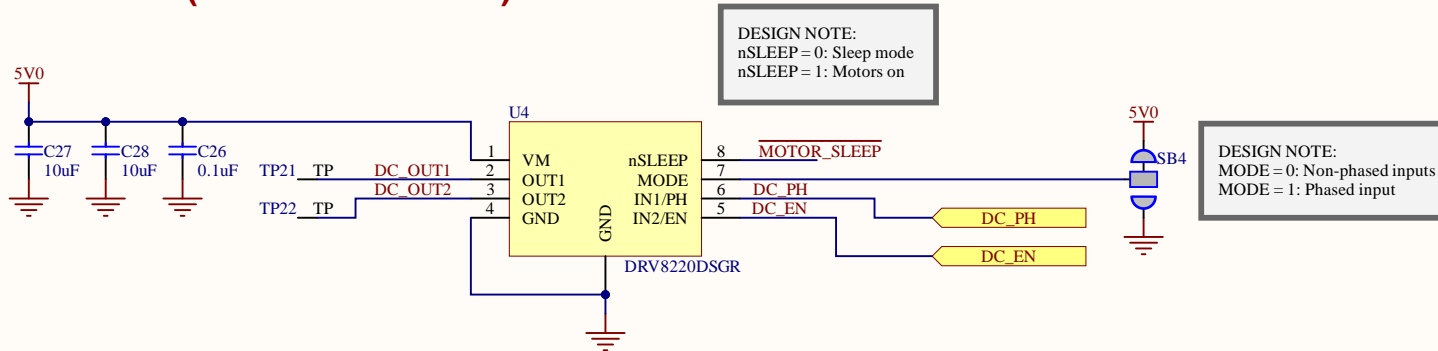 DESIGN NOTE:
nSLEEP = 0: Sleep mode
nSLEEP = 1: Motors on
5V0
C27
10uF
C28
10uF
C26
0.1uF
TP21
TP
DC_OUT1
TP22
TP
DC_OUT2
U4
1
VM
2
OUT1
3
OUT2
4
GND
GND
nSLEEP
8
MODE
7
IN1/PH
6
IN2/EN
5
DRV8220DSGR
MOTOR_SLEEP
DC_PH
DC_EN
DC_PH
DC_EN
5V0
SB4
DESIGN NOTE:
MODE = 0: Non-phased inputs
MODE = 1: Phased input